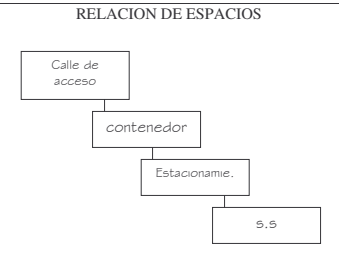 RELACION DE ESPACIOS
Calle de
acceso
contenedor
Estacionamie.
s.s